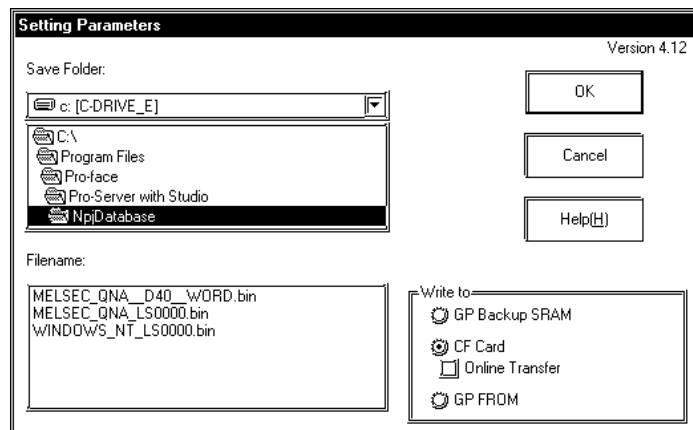 Setting Parameters
Version 4.12
Save Folder:
c: [C-DRIVE_E]
OK
C:\
Program Files
Pro-face
Pro-Server with Studio
NpjDatabase
Cancel
Help(H)
Filename:
MELSEC_QNA__D40__WORD.bin
MELSEC_QNA_LS0000.bin
WINDOWS_NT_LS0000.bin
Write to
GP Backup SRAM
CF Card
Online Transfer
GP FROM